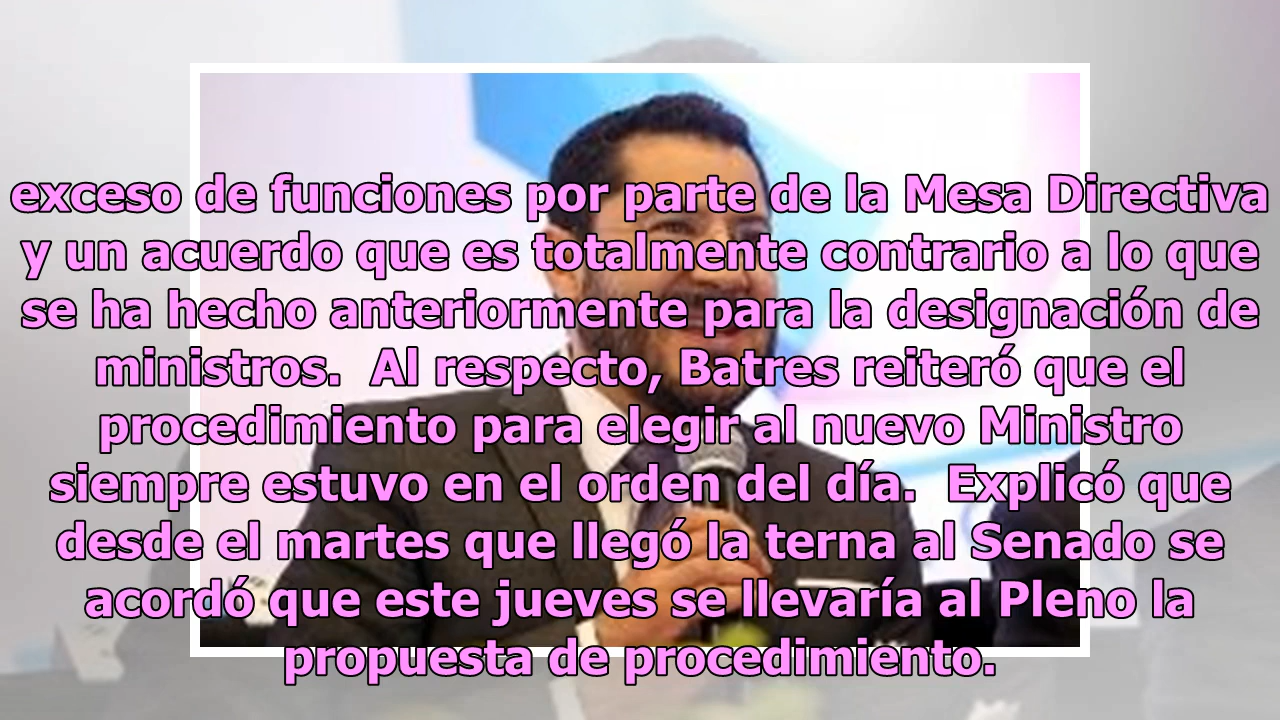 exceso de funciones por parte de la Mesa Directiva
y un acuerdo que es totalmente contrario a lo que
se ha hecho anteriormente para la designación de
ministros.  Al respecto, Batres reiteró que el
procedimiento para elegir al nuevo Ministro
siempre estuvo en el orden del día.  Explicó que
desde el martes que llegó la terna al Senado se
acordó que este jueves se llevaría al Pleno la
propuesta de procedimiento.